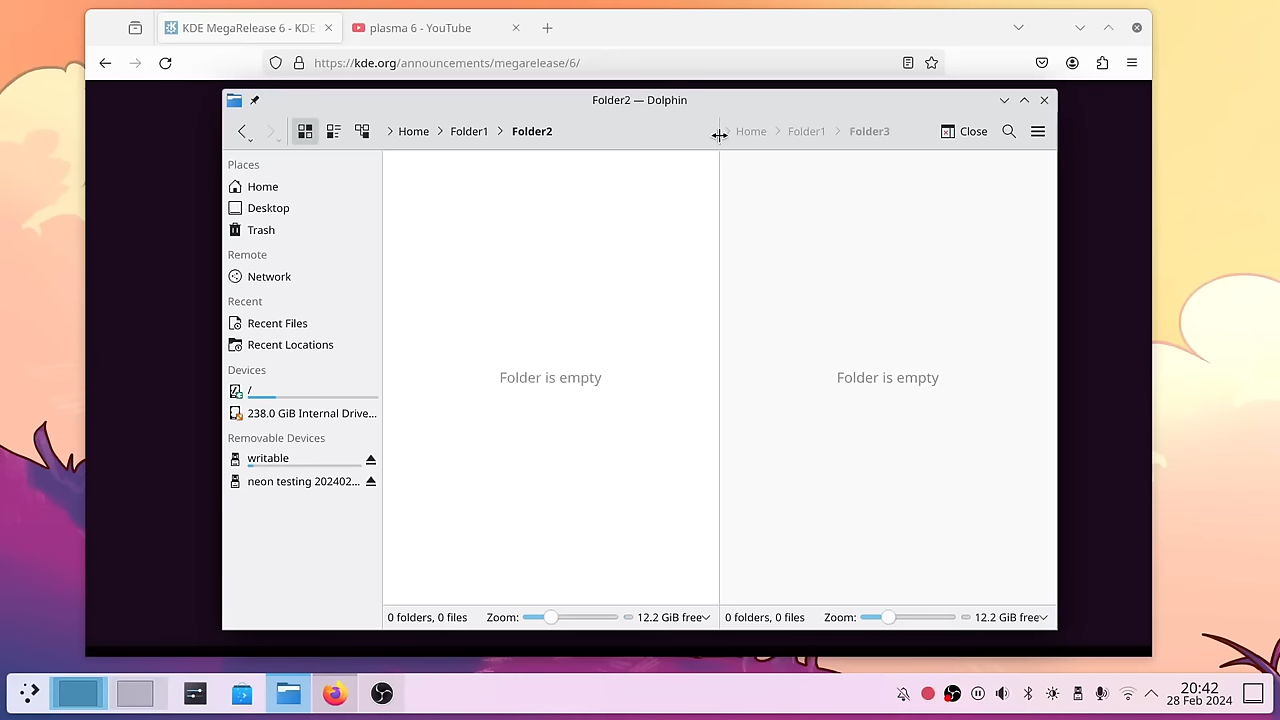 KDE MegaRelease 6 - KDE
plasma 6 - YouTube
https://kde.org/announcements/megarelease/6/
Folder2 — Dolphin
Home
Folder1
Folder2
Home
Folder1
Folder3
Close
Places
Home
Desktop
Trash
Remote
Network
Recent
Recent Files
Recent Locations
Devices
/
238.0 GiB Internal Drive...
Removable Devices
writable
neon testing 202402...
Folder is empty
Folder is empty
0 folders, 0 files
Zoom:
12.2 GiB free
0 folders, 0 files
Zoom:
12.2 GiB free
20:42
28 Feb 2024